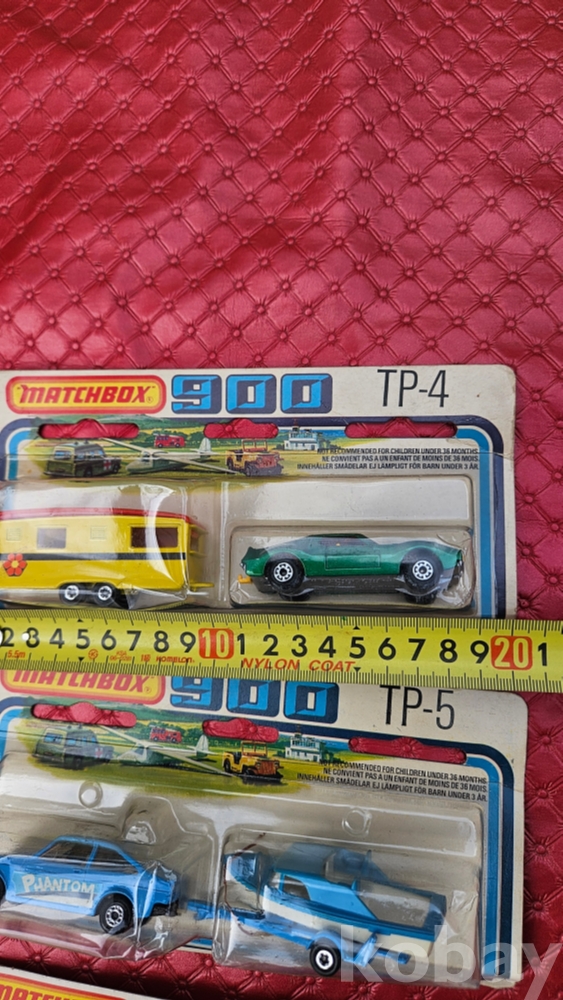 MATCHBOX 900 TP-4
NOT RECOMMENDED FOR CHILDREN UNDER 36 MONTHS.
NE CONVIENT PAS A UN ENFANT DE MOINS DE 36 MOIS.
INNEHÅLLER SMÅDELAR EJ LÄMPLIGT FÖR BARN UNDER 3 ÅR.
2 3 4 5 6 7 8 9 10 1 2 3 4 5 6 7 8 9 20 1
5.5m KOMELON NYLON COAT
MATCHBOX 900 TP-5
RECOMMENDED FOR CHILDREN UNDER 36 MONTHS.
NE CONVIENT PAS A UN ENFANT DE MOINS DE 36 MOIS.
INNEHÅLLER SMÅDELAR EJ LÄMPLIGT FÖR BARN UNDER 3 ÅR.
PHANTOM
kobay
MATCHBOX